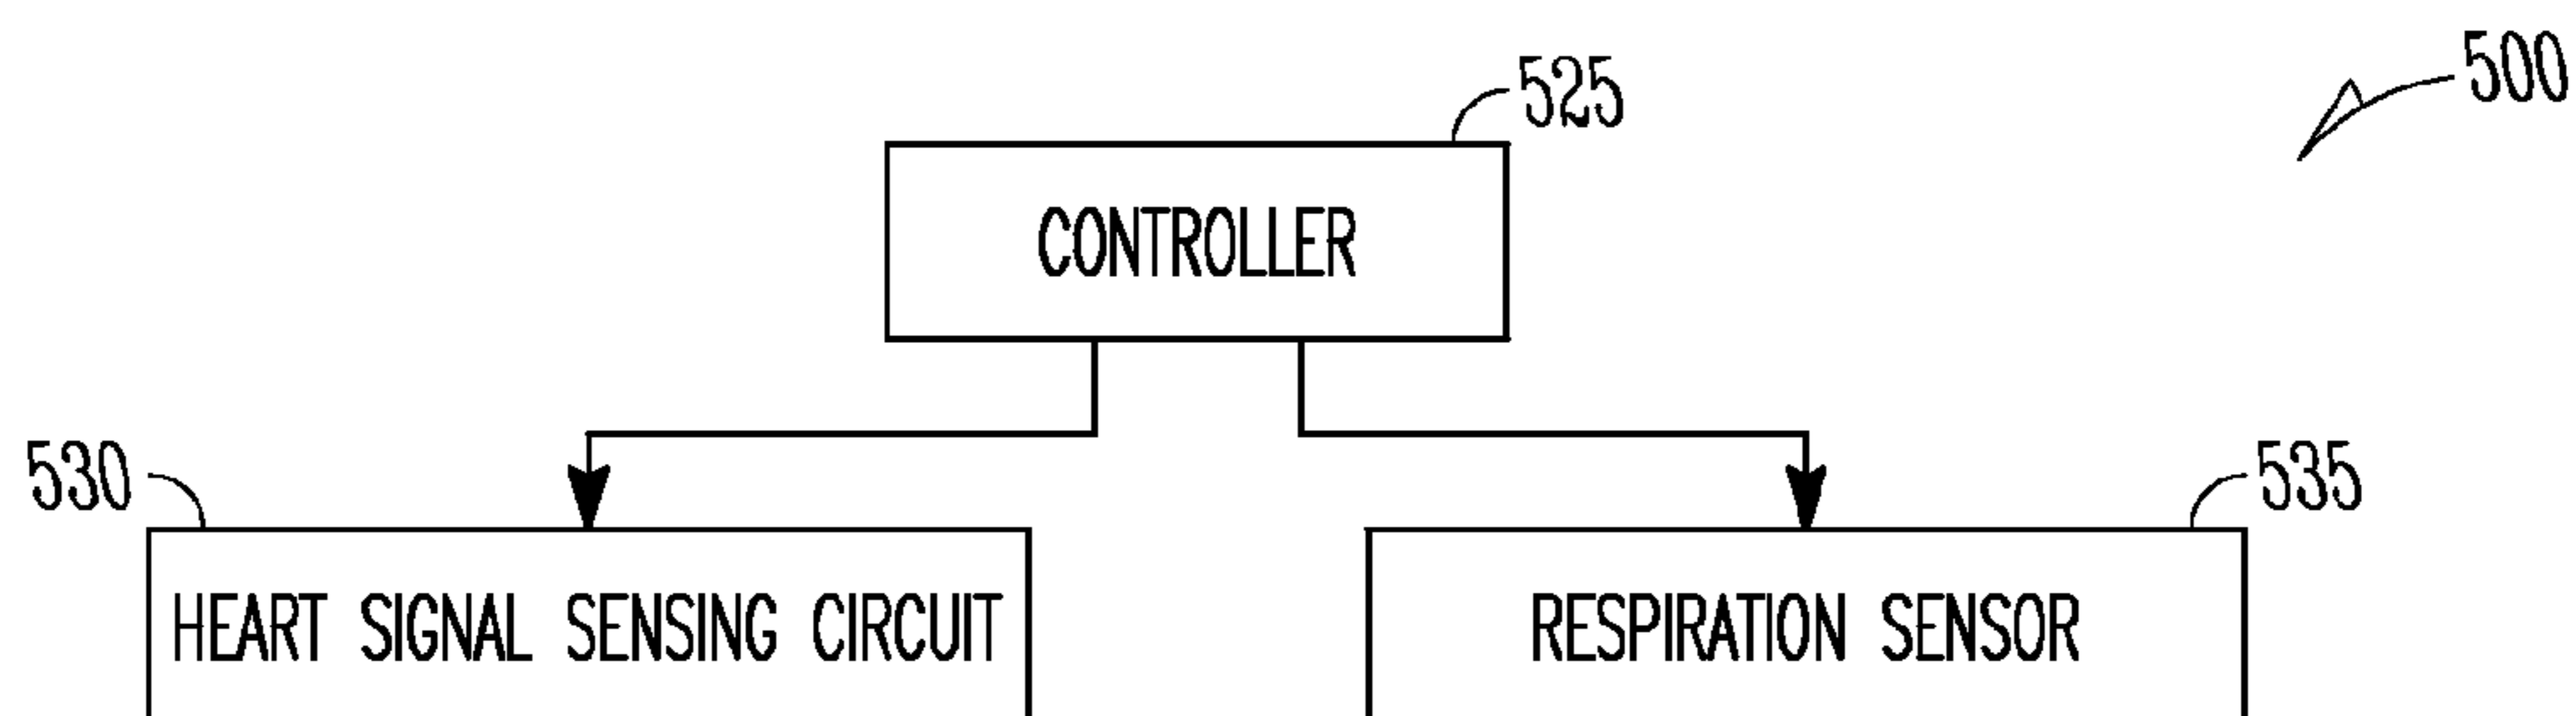 500
525
CONTROLLER
530
535
HEART SIGNAL SENSING CIRCUIT
RESPIRATION SENSOR